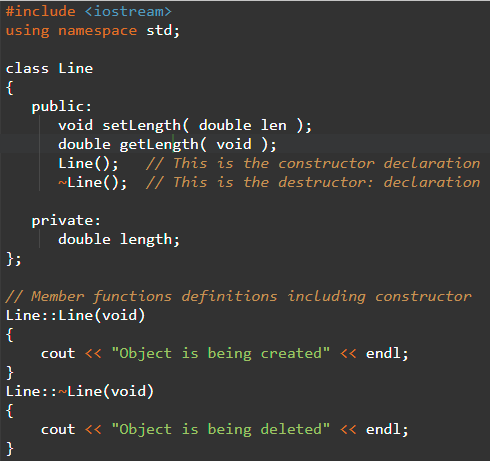 #include <iostream>
using namespace std;

class Line
{
   public:
      void setLength( double len );
      double getLength( void );
      Line();   // This is the constructor declaration
      ~Line();  // This is the destructor: declaration

   private:
      double length;
};

// Member functions definitions including constructor
Line::Line(void)
{
    cout << "Object is being created" << endl;
}
Line::~Line(void)
{
    cout << "Object is being deleted" << endl;
}